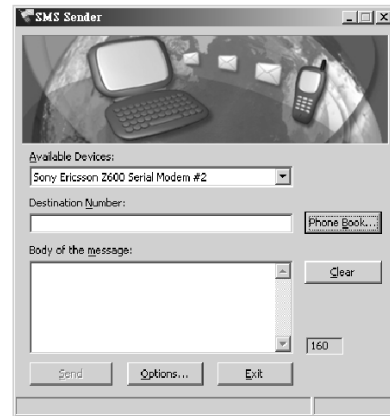 SMS Sender
Available Devices:
Sony Ericsson Z600 Serial Modem #2
Destination Number:
Phone Book...
Body of the message:
Clear
160
Send
Options...
Exit